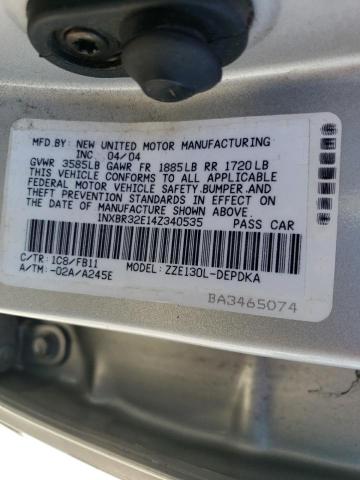 MFD.BY: NEW UNITED MOTOR MANUFACTURING
INC 04/04
GVWR 3585LB GAWR FR 1885LB RR 1720LB
THIS VEHICLE CONFORMS TO ALL APPLICABLE
FEDERAL MOTOR VEHICLE SAFETY, BUMPER, AND
THEFT PREVENTION STANDARDS IN EFFECT ON
THE DATE OF MANUFACTURE SHOWN ABOVE.
1NXBR32E14Z340535 PASS CAR
C/TR: 1C8/FB11 MODEL: ZZE130L-DEPDKA
A/TM: -02A/A245E
BA3465074